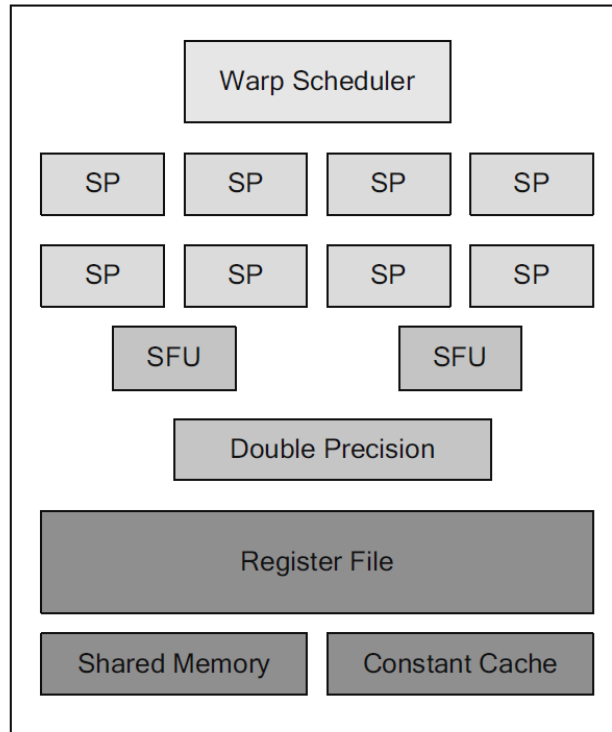 Warp Scheduler
SP SP SP SP
SP SP SP SP
SFU SFU
Double Precision
Register File
Shared Memory Constant Cache